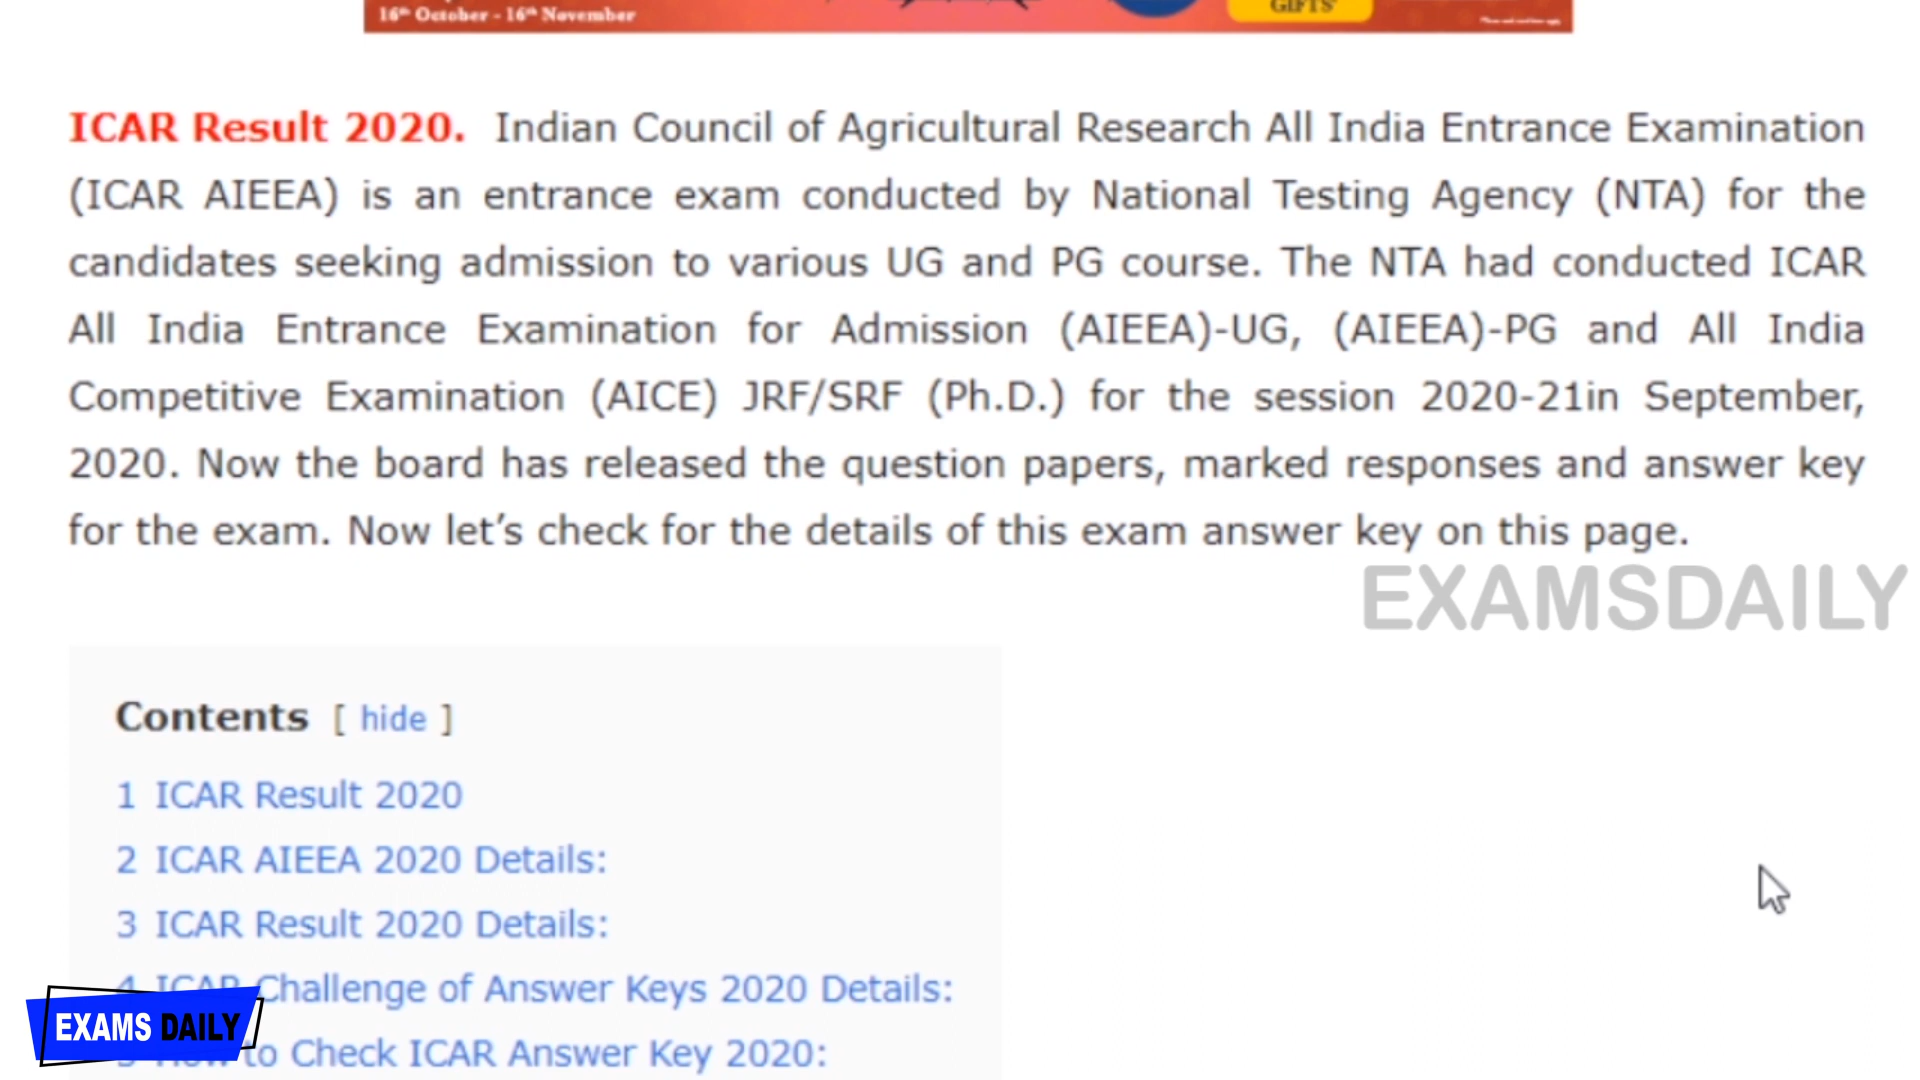 16th October - 16th November
GIFTS
ICAR Result 2020. Indian Council of Agricultural Research All India Entrance Examination
(ICAR AIEEA) is an entrance exam conducted by National Testing Agency (NTA) for the
candidates seeking admission to various UG and PG course. The NTA had conducted ICAR
All India Entrance Examination for Admission (AIEEA)-UG, (AIEEA)-PG and All India
Competitive Examination (AICE) JRF/SRF (Ph.D.) for the session 2020-21in September,
2020. Now the board has released the question papers, marked responses and answer key
for the exam. Now let's check for the details of this exam answer key on this page.
EXAMSDAILY
Contents [ hide ]
1 ICAR Result 2020
2 ICAR AIEEA 2020 Details:
3 ICAR Result 2020 Details:
4 ICAR Challenge of Answer Keys 2020 Details:
5 How to Check ICAR Answer Key 2020:
EXAMS DAILY